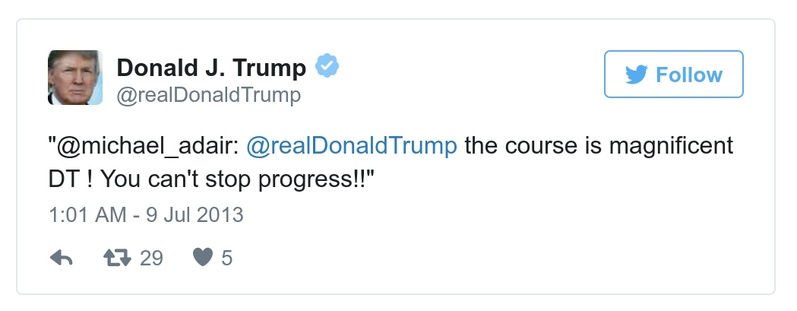 Donald J. Trump
@realDonaldTrump
Follow
"@michael_adair: @realDonaldTrump the course is magnificent
DT ! You can't stop progress!!"
1:01 AM - 9 Jul 2013
29
5